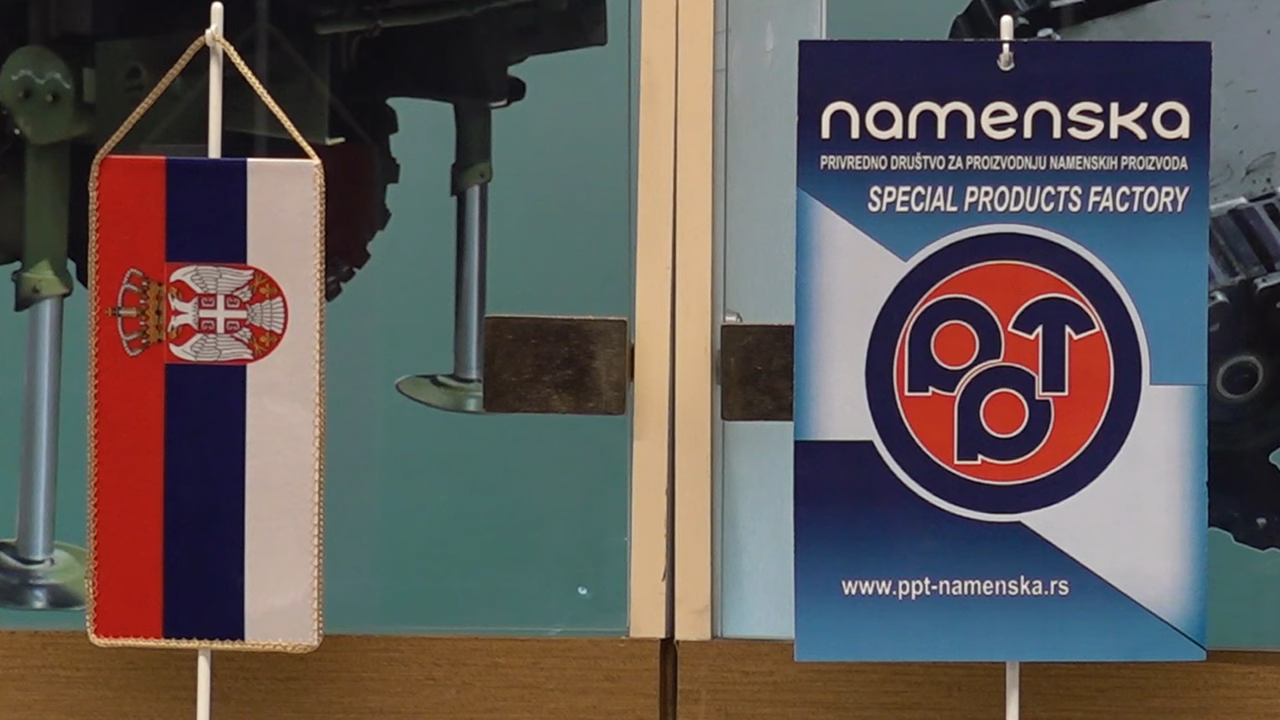 namenska
PRIVREDNO DRUŠTVO ZA PROIZVODNJU NAMENSKIH PROIZVODA
SPECIAL PRODUCTS FACTORY
PPT
www.ppt-namenska.rs